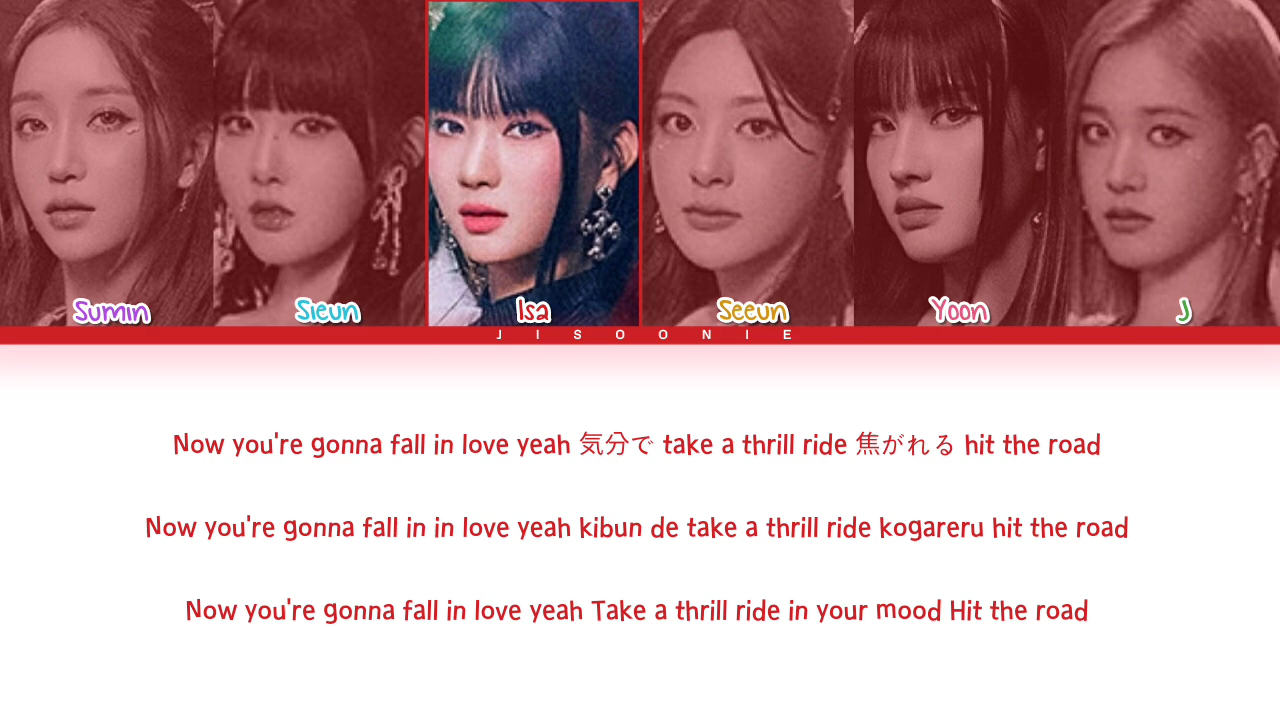 Sumin Sieun Isa Seeun Yoon J
JISOONIE
Now you're gonna fall in love yeah 気分で take a thrill ride 焦がれる hit the road
Now you're gonna fall in in love yeah kibun de take a thrill ride kogareru hit the road
Now you're gonna fall in love yeah Take a thrill ride in your mood Hit the road